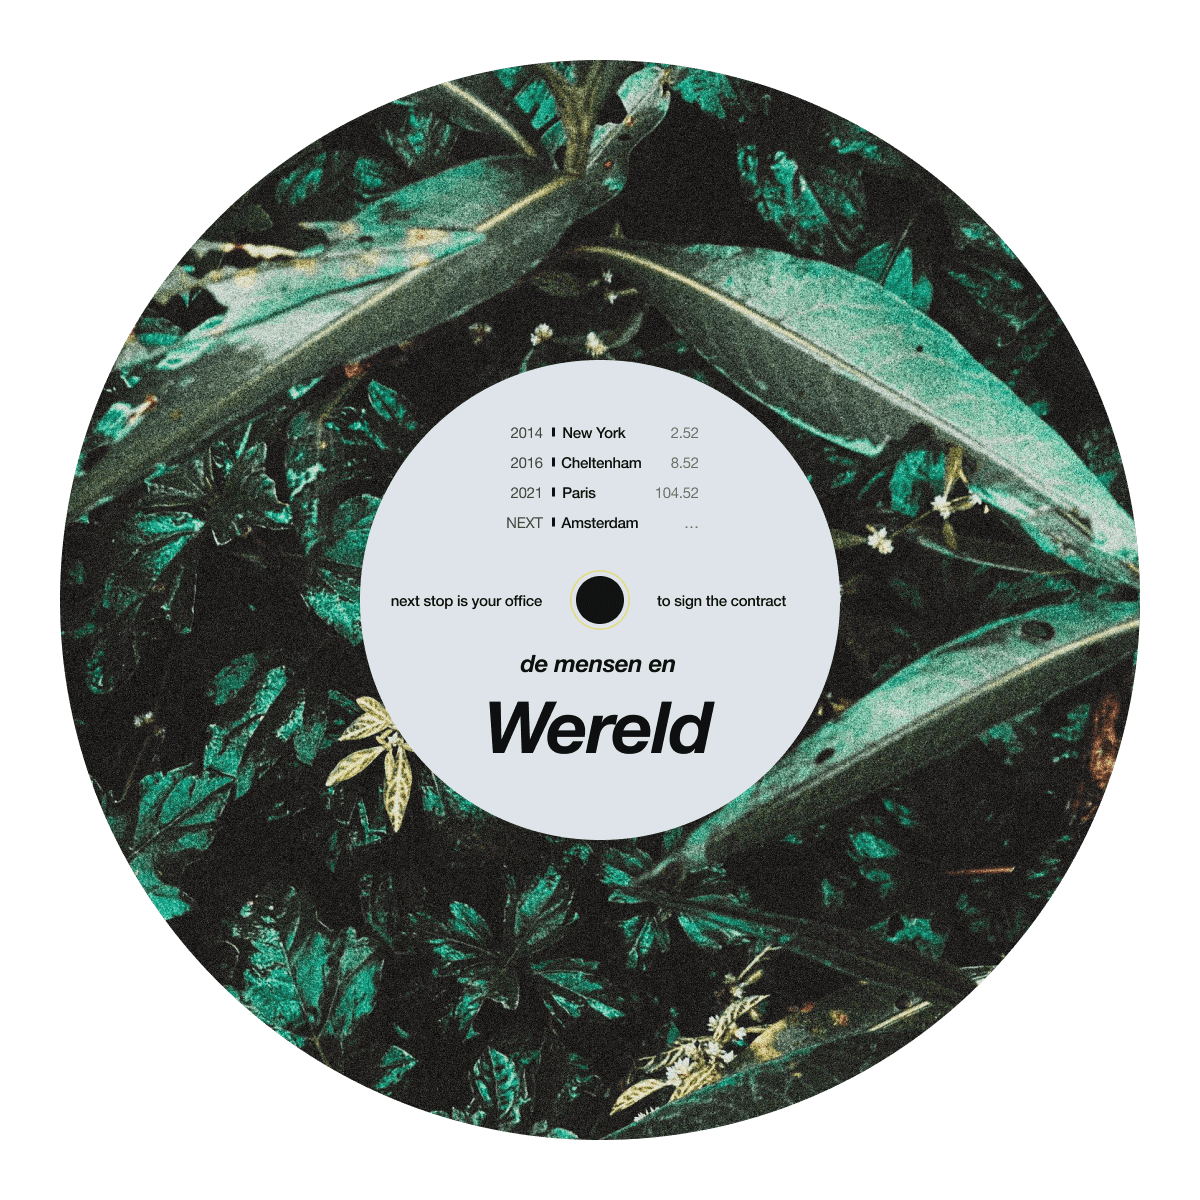 2014 New York 2.52
2016 Cheltenham 8.52
2021 Paris 104.52
NEXT Amsterdam ...
next stop is your office to sign the contract
de mensen en
Wereld